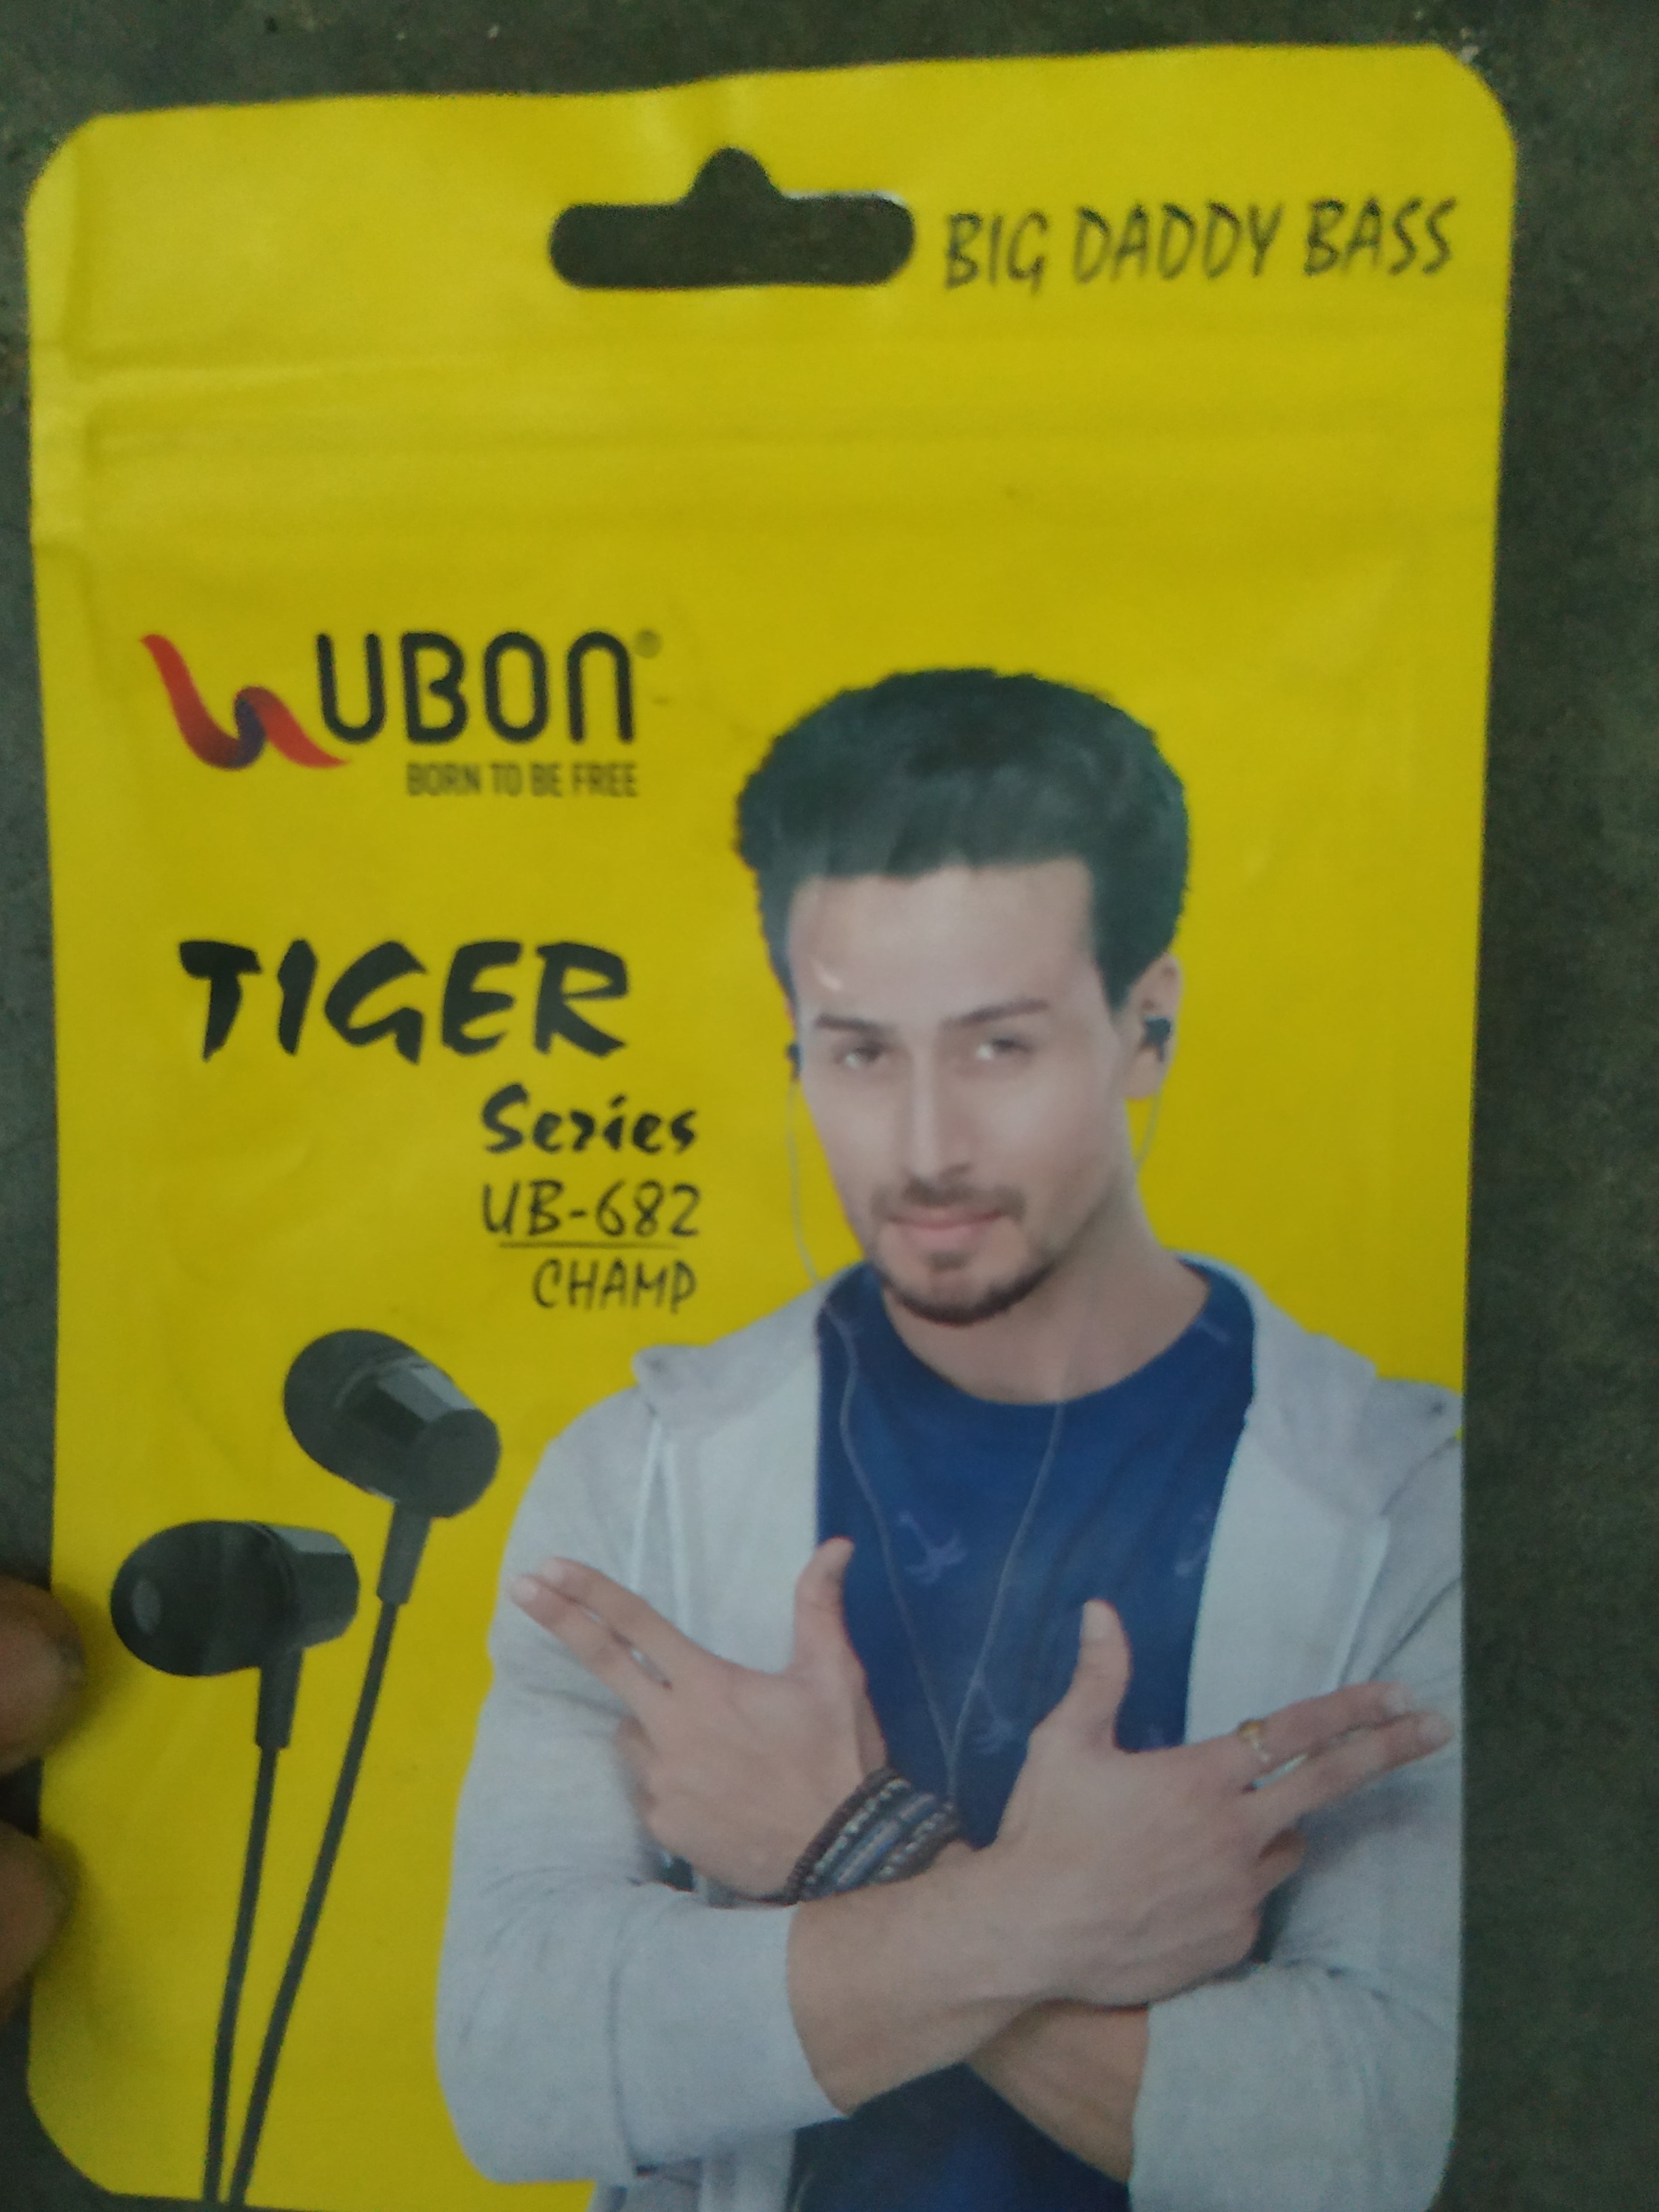 BIG DADDY BASS
UBON®
BORN TO BE FREE
TIGER
Series
UB-682
CHAMP